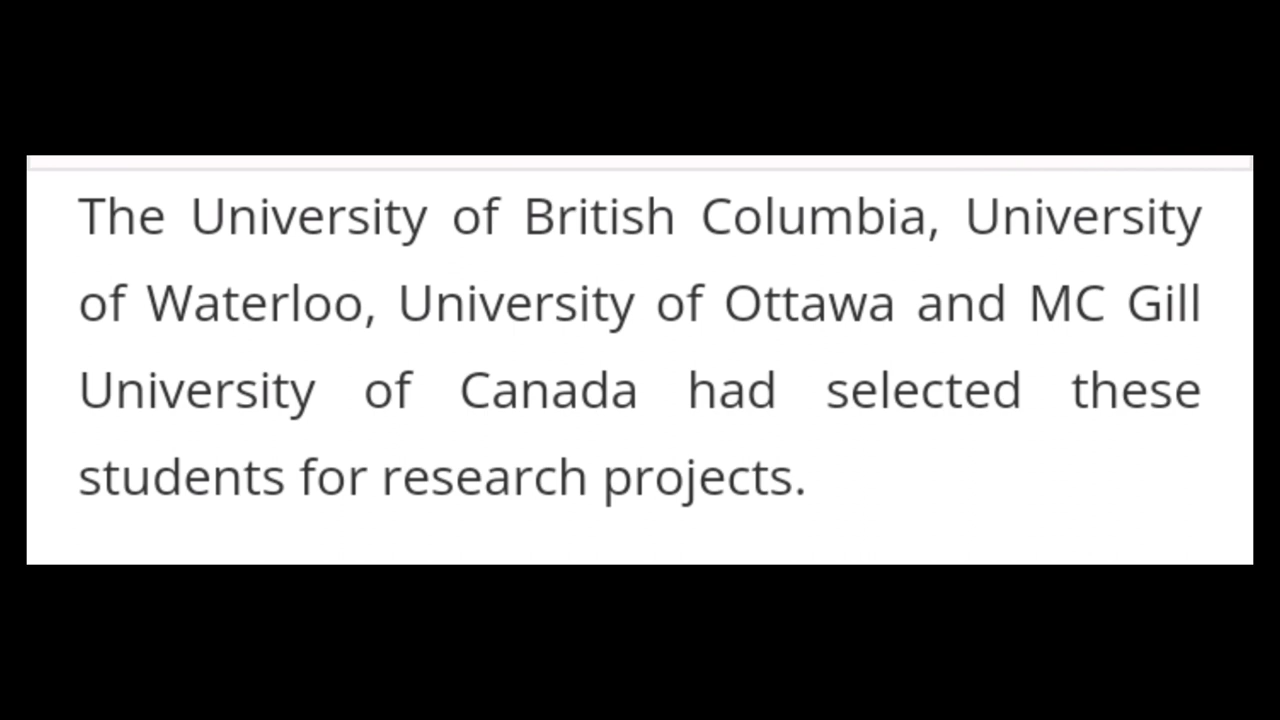 The University of British Columbia, University
of Waterloo, University of Ottawa and MC Gill
University of Canada had selected these
students for research projects.